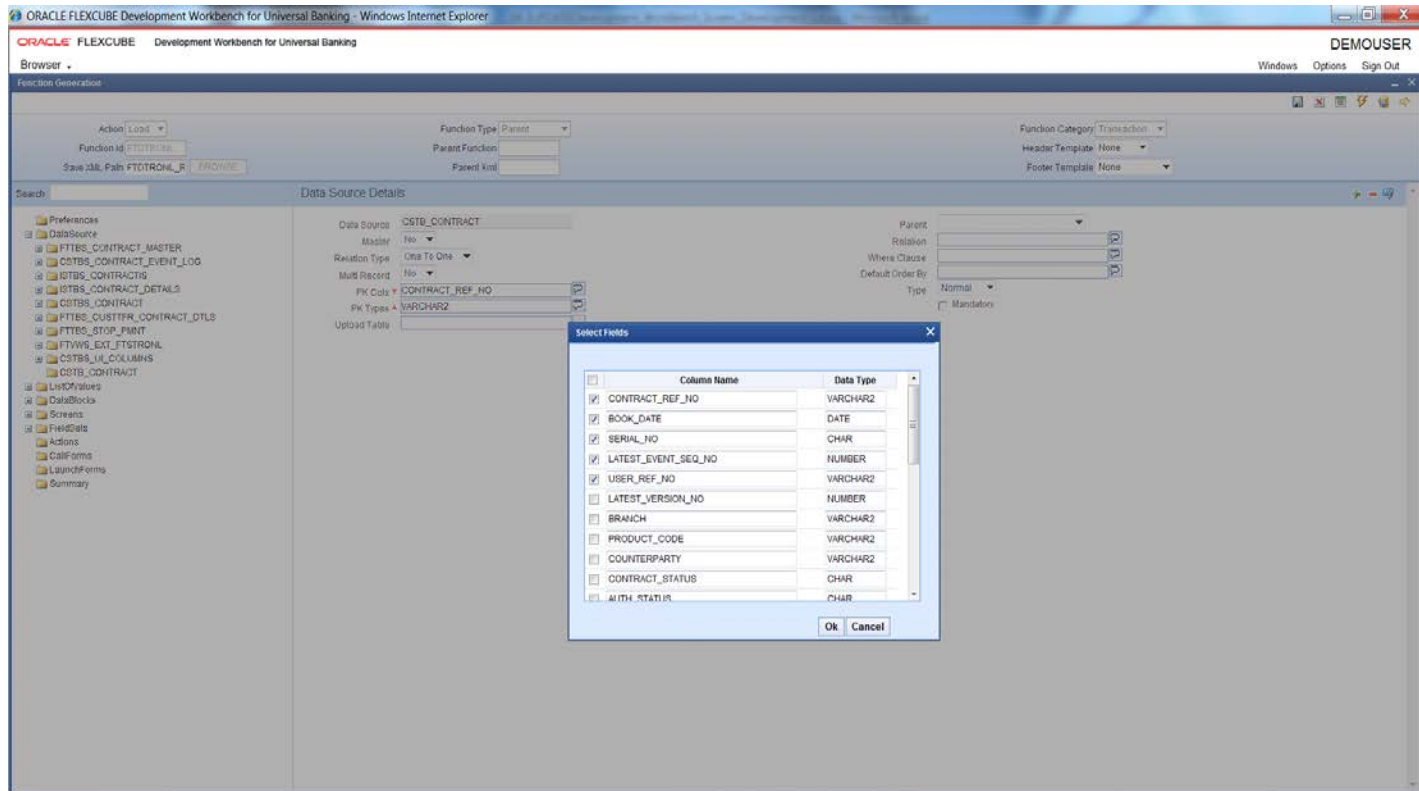 ORACLE FLEXCUBE Development Workbench for Universal Banking - Windows Internet Explorer
ORACLE FLEXCUBE Development Workbench for Universal Banking
DEMOUSER
Browser
Windows Options Sign Out
Function Generation
Action Load
Function Type Parent
Function Category Transaction
Function Id
Parent Function
Header Template None
Save XML Path FTDTRONL_R BROWSE
Parent Xml
Footer Template None
Search
Data Source Details
Preferences
DataSource
FTTBS_CONTRACT_MASTER
CSTBS_CONTRACT_EVENT_LOG
ISTBS_CONTRACTIS
ISTBS_CONTRACT_DETAILS
CSTBS_CONTRACT
FTTBS_CUSTTFR_CONTRACT_DTLS
FTTBS_STOP_PMNT
FTVWS_EXT_FTSTRONL
CSTBS_UI_COLUMNS
CSTB_CONTRACT
ListOfValues
DataBlocks
Screens
FieldSets
Actions
CallForms
LaunchForms
Summary
Data Source CSTB_CONTRACT
Master No
Relation Type One To One
Multi Record No
PK Cols CONTRACT_REF_NO
PK Types VARCHAR2
Upload Table
Parent
Relation
Where Clause
Default Order By
Type Normal
Mandatory
Select Fields
Column Name Data Type
CONTRACT_REF_NO VARCHAR2
BOOK_DATE DATE
SERIAL_NO CHAR
LATEST_EVENT_SEQ_NO NUMBER
USER_REF_NO VARCHAR2
LATEST_VERSION_NO NUMBER
BRANCH VARCHAR2
PRODUCT_CODE VARCHAR2
COUNTERPARTY VARCHAR2
CONTRACT_STATUS CHAR
AUTH_STATUS CHAR
Ok Cancel